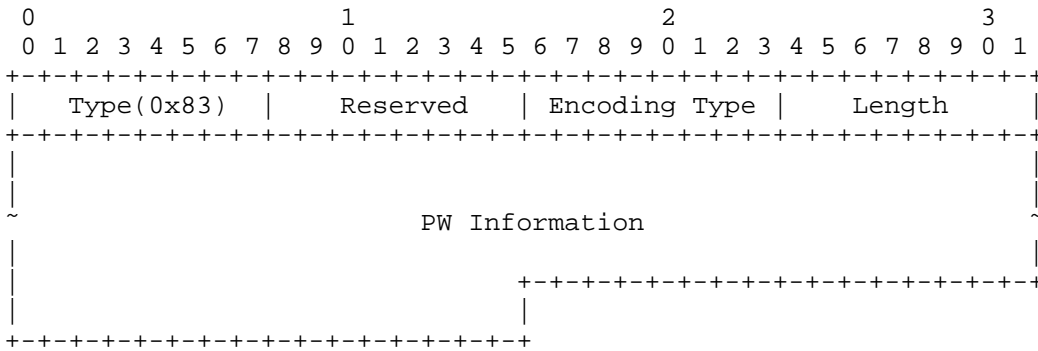 0                   1                   2                   3
 0 1 2 3 4 5 6 7 8 9 0 1 2 3 4 5 6 7 8 9 0 1 2 3 4 5 6 7 8 9 0 1
+-+-+-+-+-+-+-+-+-+-+-+-+-+-+-+-+-+-+-+-+-+-+-+-+-+-+-+-+-+-+-+-+
|   Type(0x83)  |    Reserved   | Encoding Type |    Length     |
+-+-+-+-+-+-+-+-+-+-+-+-+-+-+-+-+-+-+-+-+-+-+-+-+-+-+-+-+-+-+-+-+
|                                                               |
|                                                               |
~                         PW Information                        ~
|                                                               |
|                               +-+-+-+-+-+-+-+-+-+-+-+-+-+-+-+-+
|                               |
+-+-+-+-+-+-+-+-+-+-+-+-+-+-+-+-+